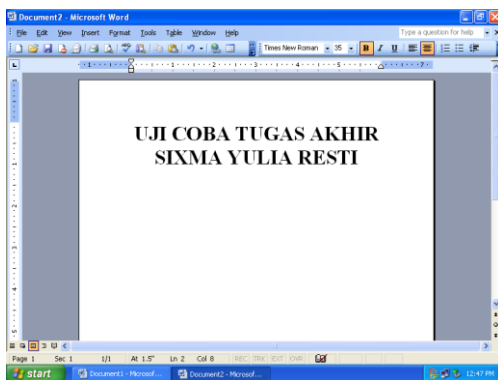 Document2 - Microsoft Word
File Edit View Insert Format Tools Table Window Help Type a question for help
Times New Roman 35 B I U
UJI COBA TUGAS AKHIR
SIXMA YULIA RESTI
Page 1 Sec 1 1/1 At 1.5" Ln 2 Col 8 REC TRK EXT OVR
start Document1 - Microsof... Document2 - Microsof... 12:47 PM